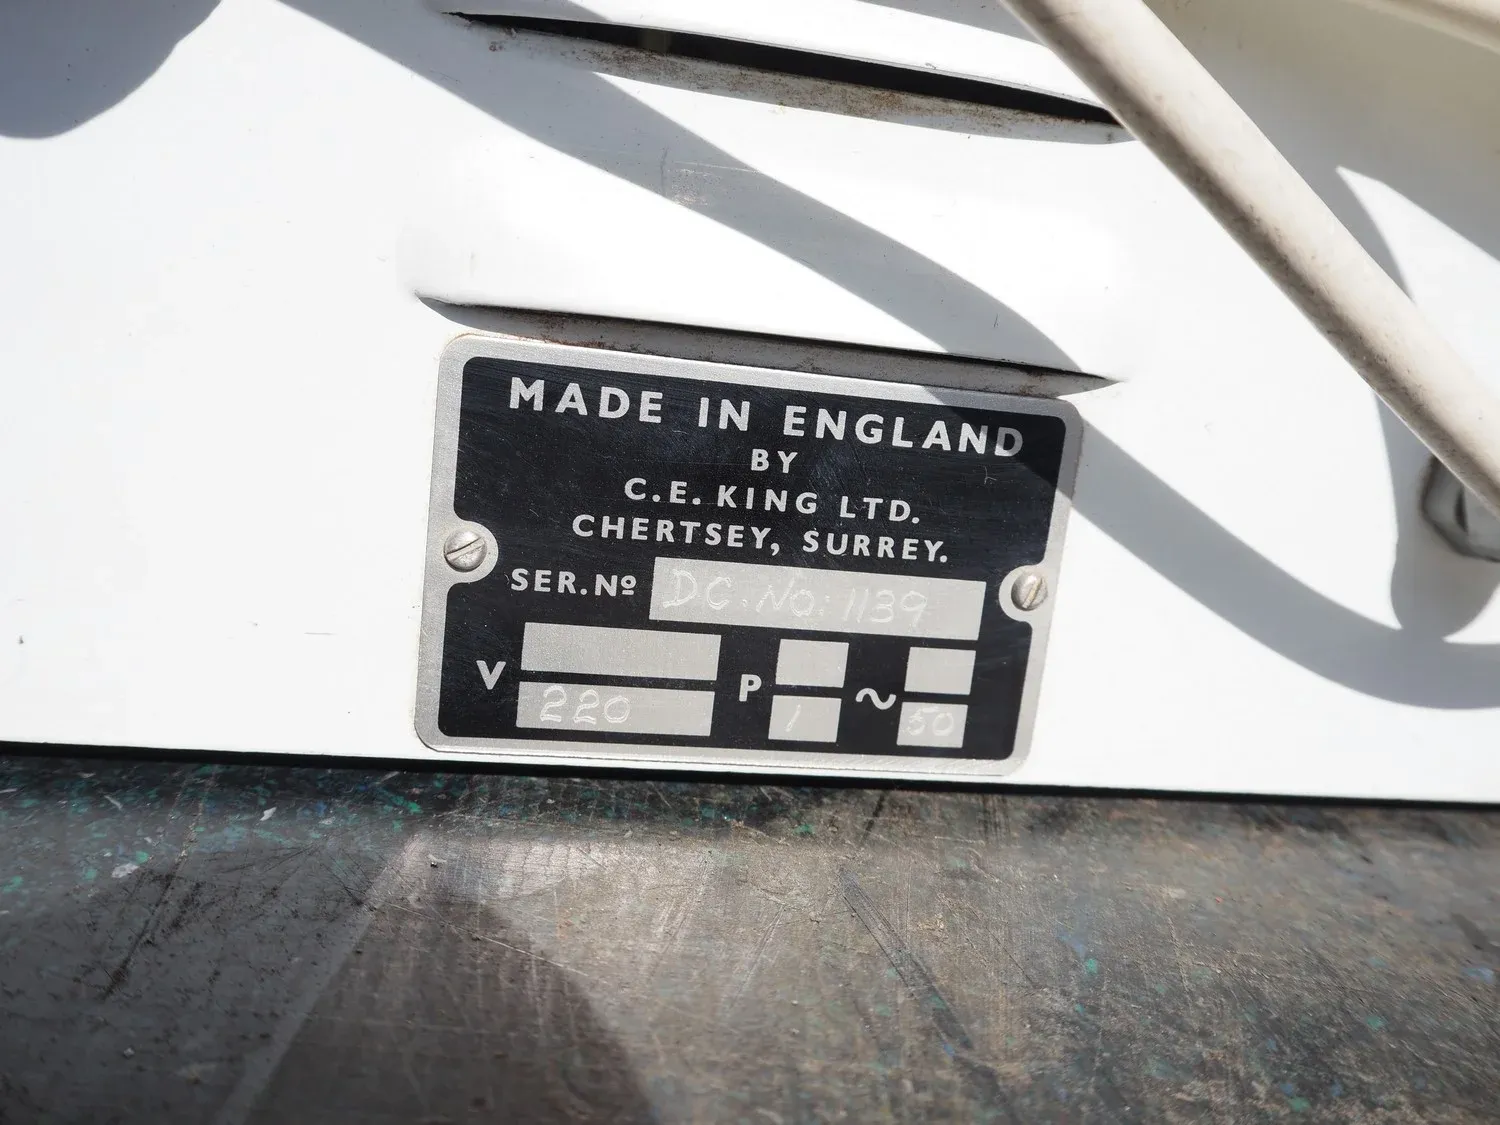 MADE IN ENGLAND
BY
C.E. KING LTD.
CHERTSEY, SURREY.
SER. Nº DC. No: 1139
V 220 P 1 ~ 50